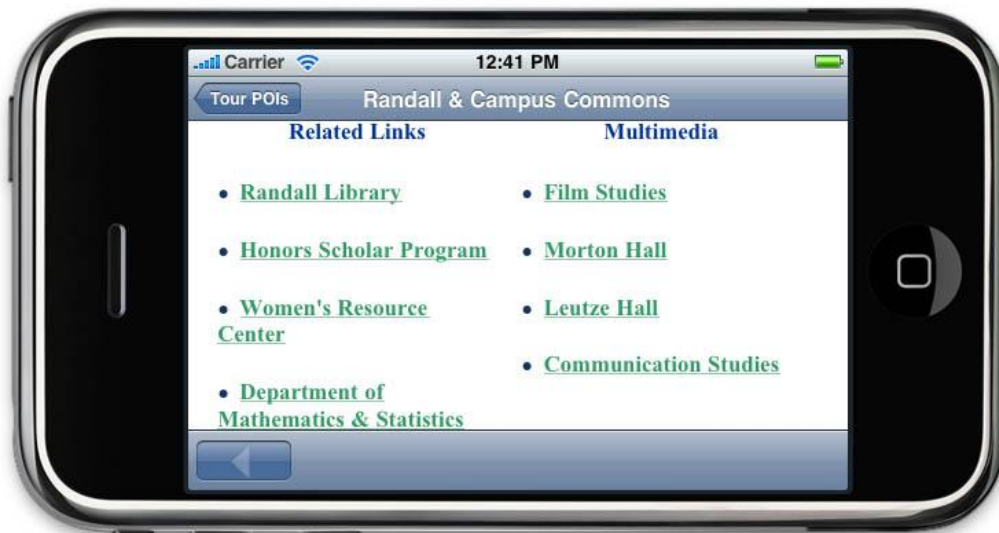 Carrier 12:41 PM
Tour POIs Randall & Campus Commons
Related Links
• Randall Library
• Honors Scholar Program
• Women's Resource
Center
• Department of
Mathematics & Statistics
Multimedia
• Film Studies
• Morton Hall
• Leutze Hall
• Communication Studies